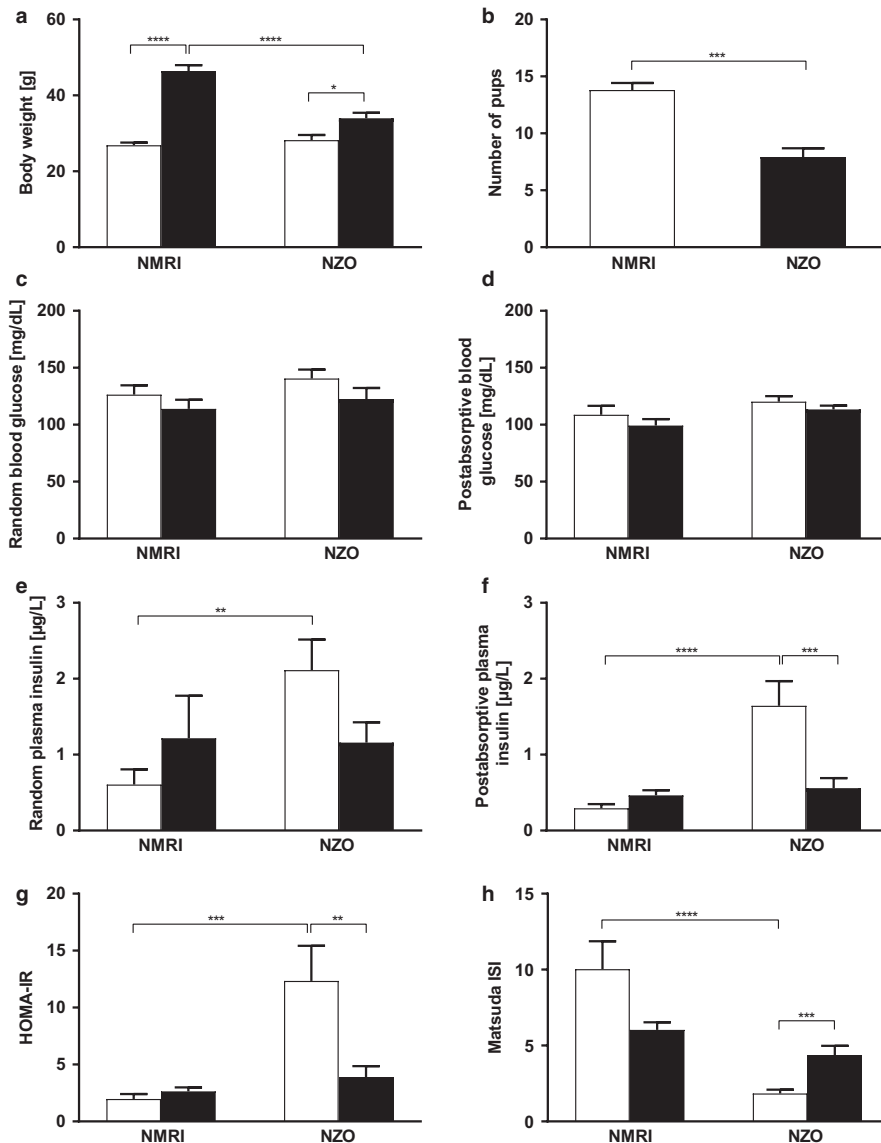 a
Body weight [g]
60
40
20
0
****
****
*
NMRI
NZO
b
Number of pups
20
15
10
5
0
***
NMRI
NZO
c
Random blood glucose [mg/dL]
200
150
100
50
0
NMRI
NZO
d
Postabsorptive blood
glucose [mg/dL]
200
150
100
50
0
NMRI
NZO
e
Random plasma insulin [µg/L]
3
2
1
0
**
NMRI
NZO
f
Postabsorptive plasma
insulin [µg/L]
3
2
1
0
****
***
NMRI
NZO
g
HOMA-IR
20
15
10
5
0
***
**
NMRI
NZO
h
Matsuda ISI
15
10
5
0
****
***
NMRI
NZO